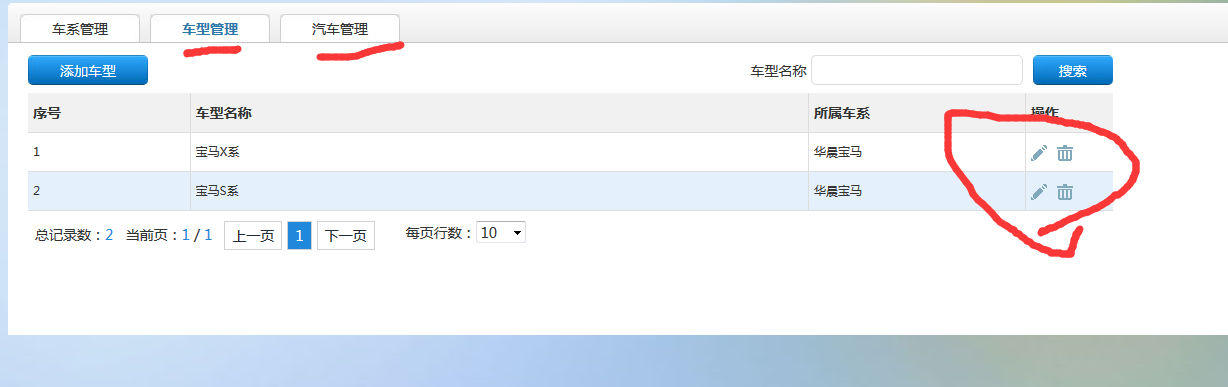 车系管理 车型管理 汽车管理
添加车型 车型名称 搜索
序号 车型名称 所属车系 操作
1 宝马X系 华晨宝马
2 宝马S系 华晨宝马
总记录数：2 当前页：1 / 1 上一页 1 下一页 每页行数：10